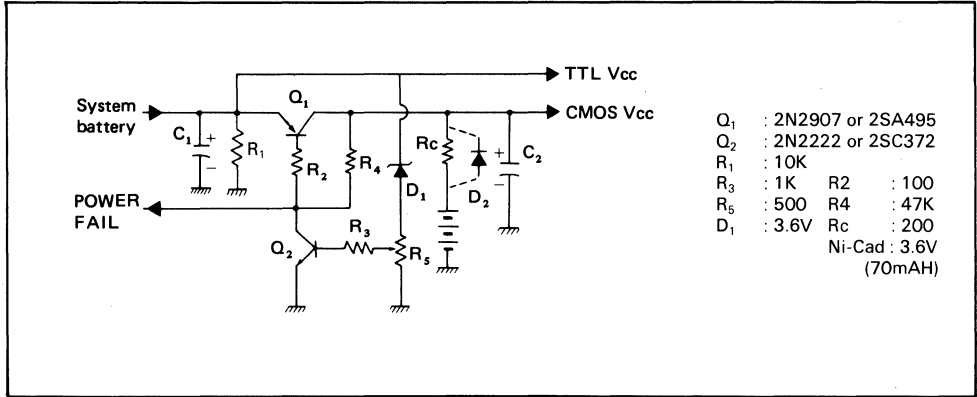 TTL Vcc
System
battery
Q₁
CMOS Vcc
C₁ +
−
R₁
R₂
R₄
Rc
D₁
D₂
+
−
C₂
POWER
FAIL
Q₂
R₃
R₅
Q₁ : 2N2907 or 2SA495
Q₂ : 2N2222 or 2SC372
R₁ : 10K
R₃ : 1K R2 : 100
R₅ : 500 R4 : 47K
D₁ : 3.6V Rc : 200
Ni-Cad : 3.6V
(70mAH)